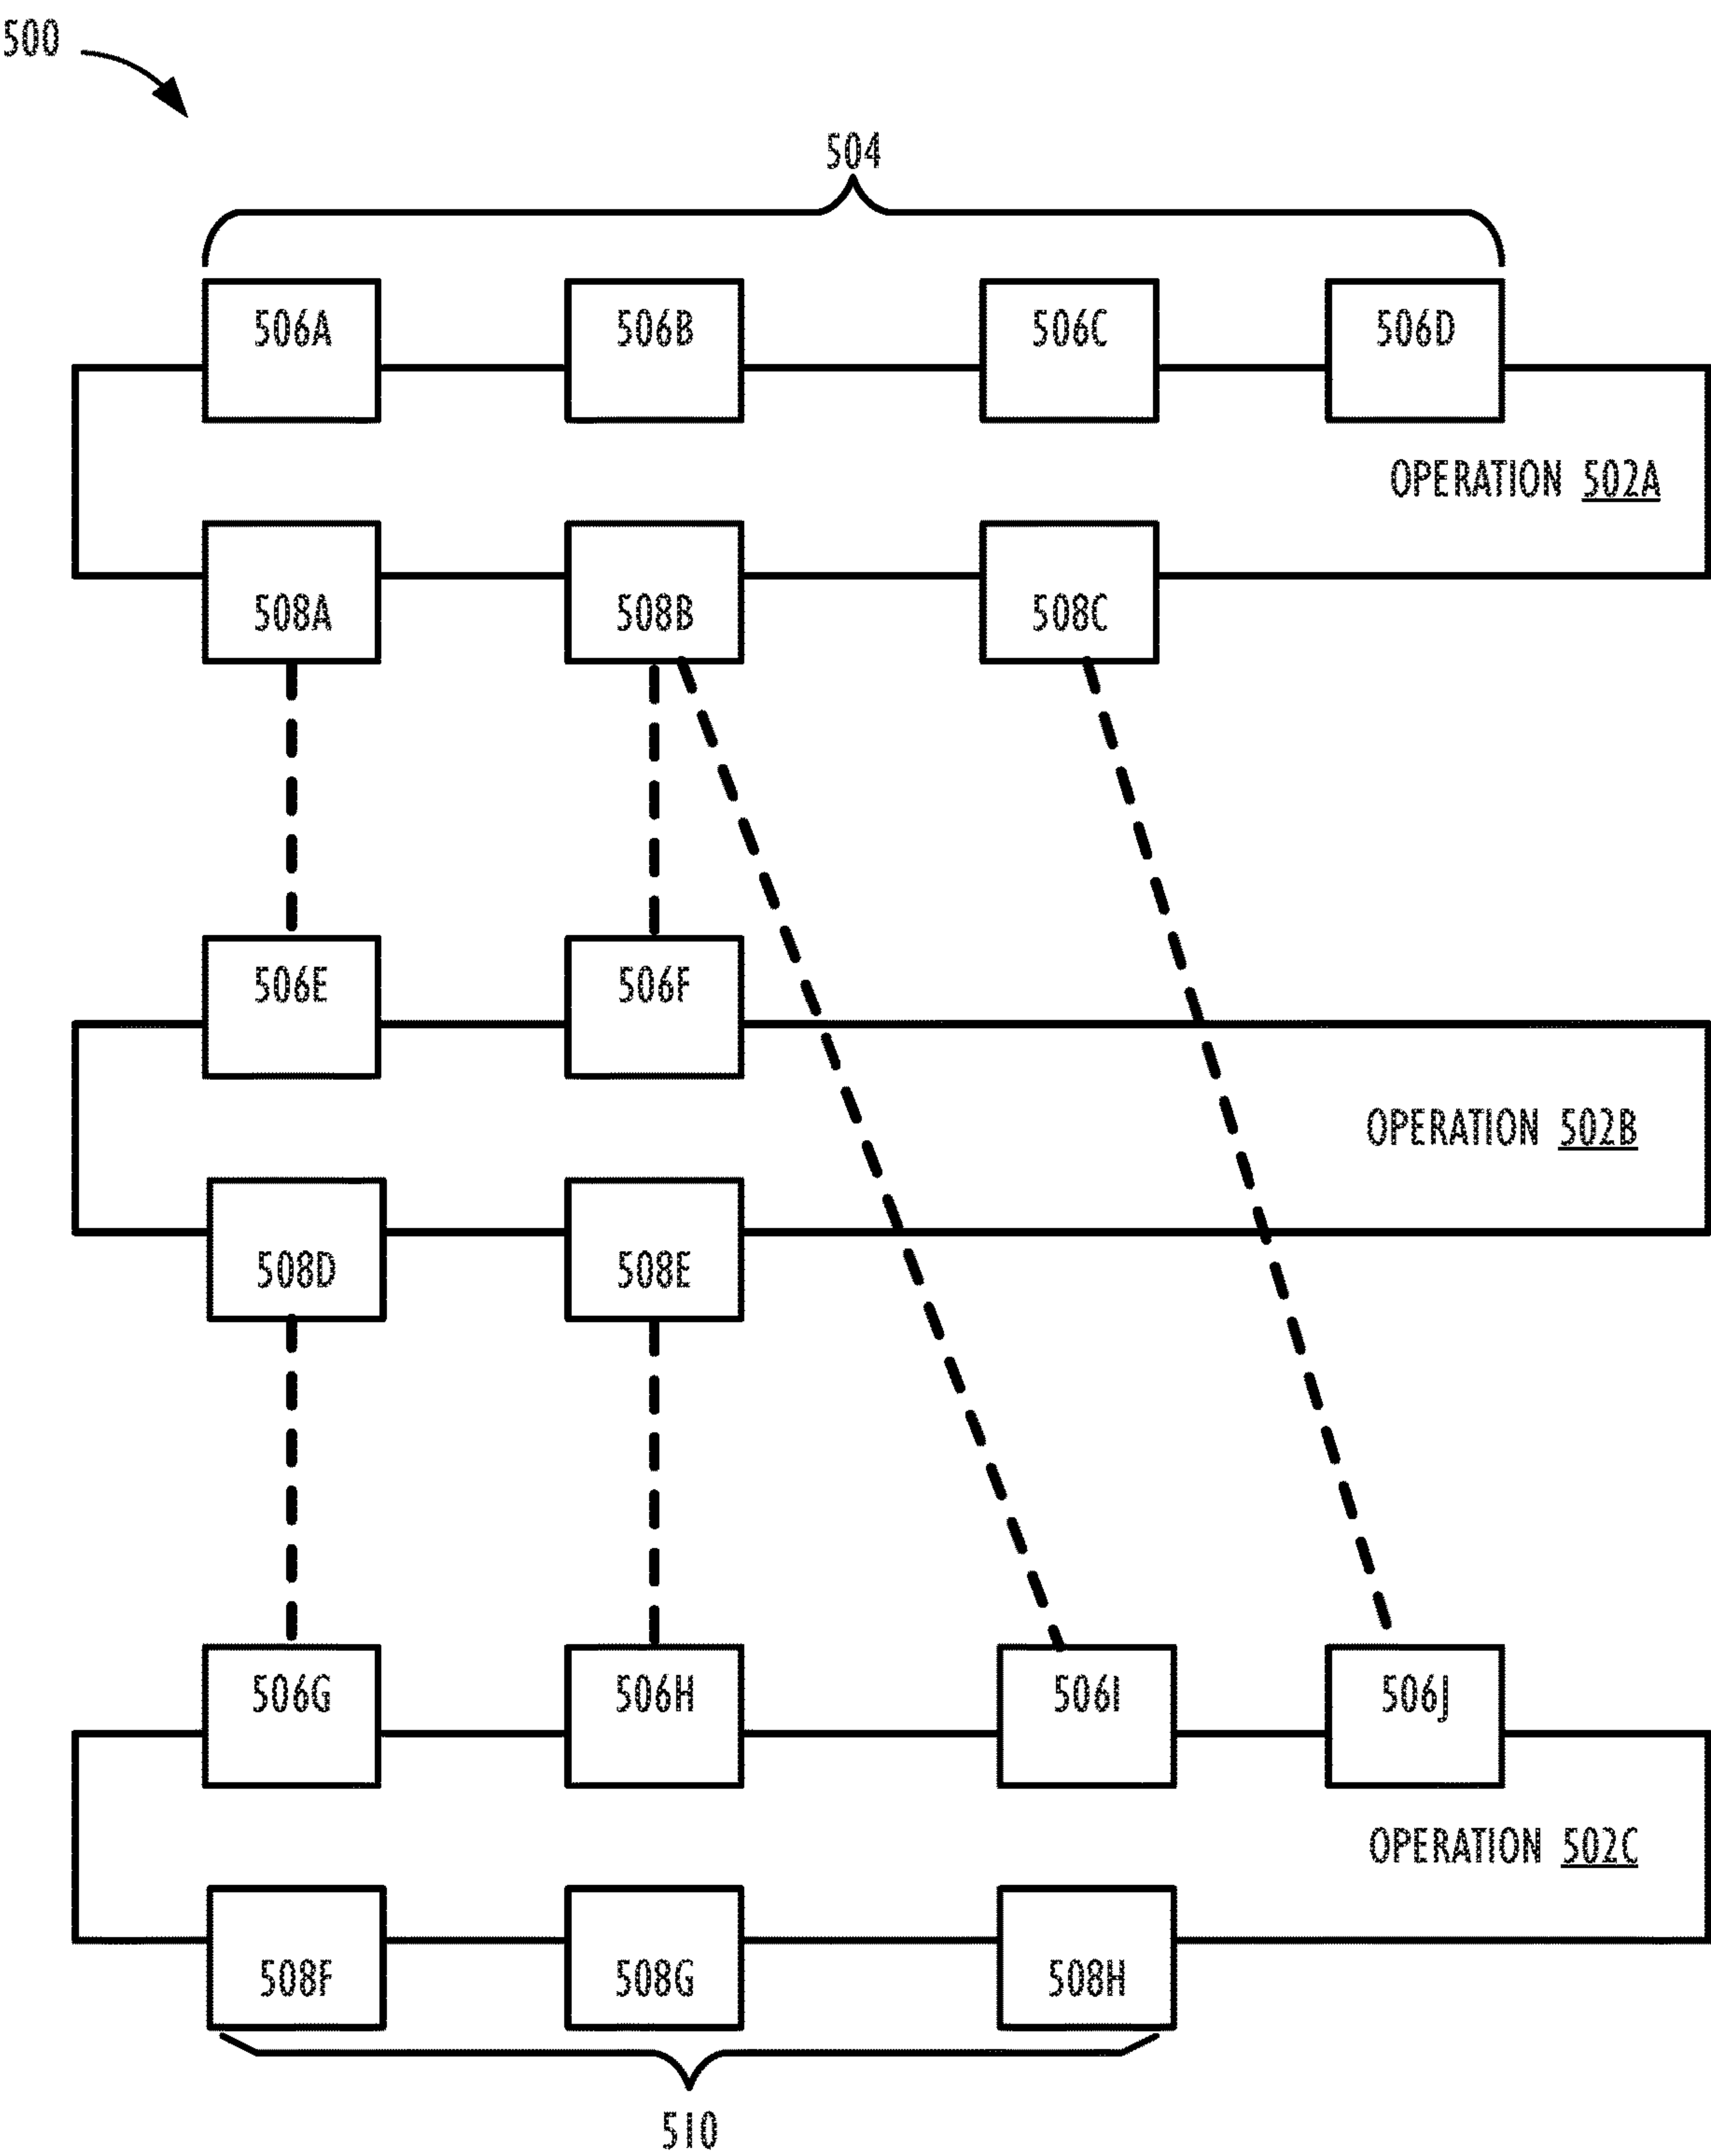 500
504
506A 506B 506C 506D
OPERATION 502A
508A 508B 508C
506E 506F
OPERATION 502B
508D 508E
506G 506H 506I 506J
OPERATION 502C
508F 508G 508H
510